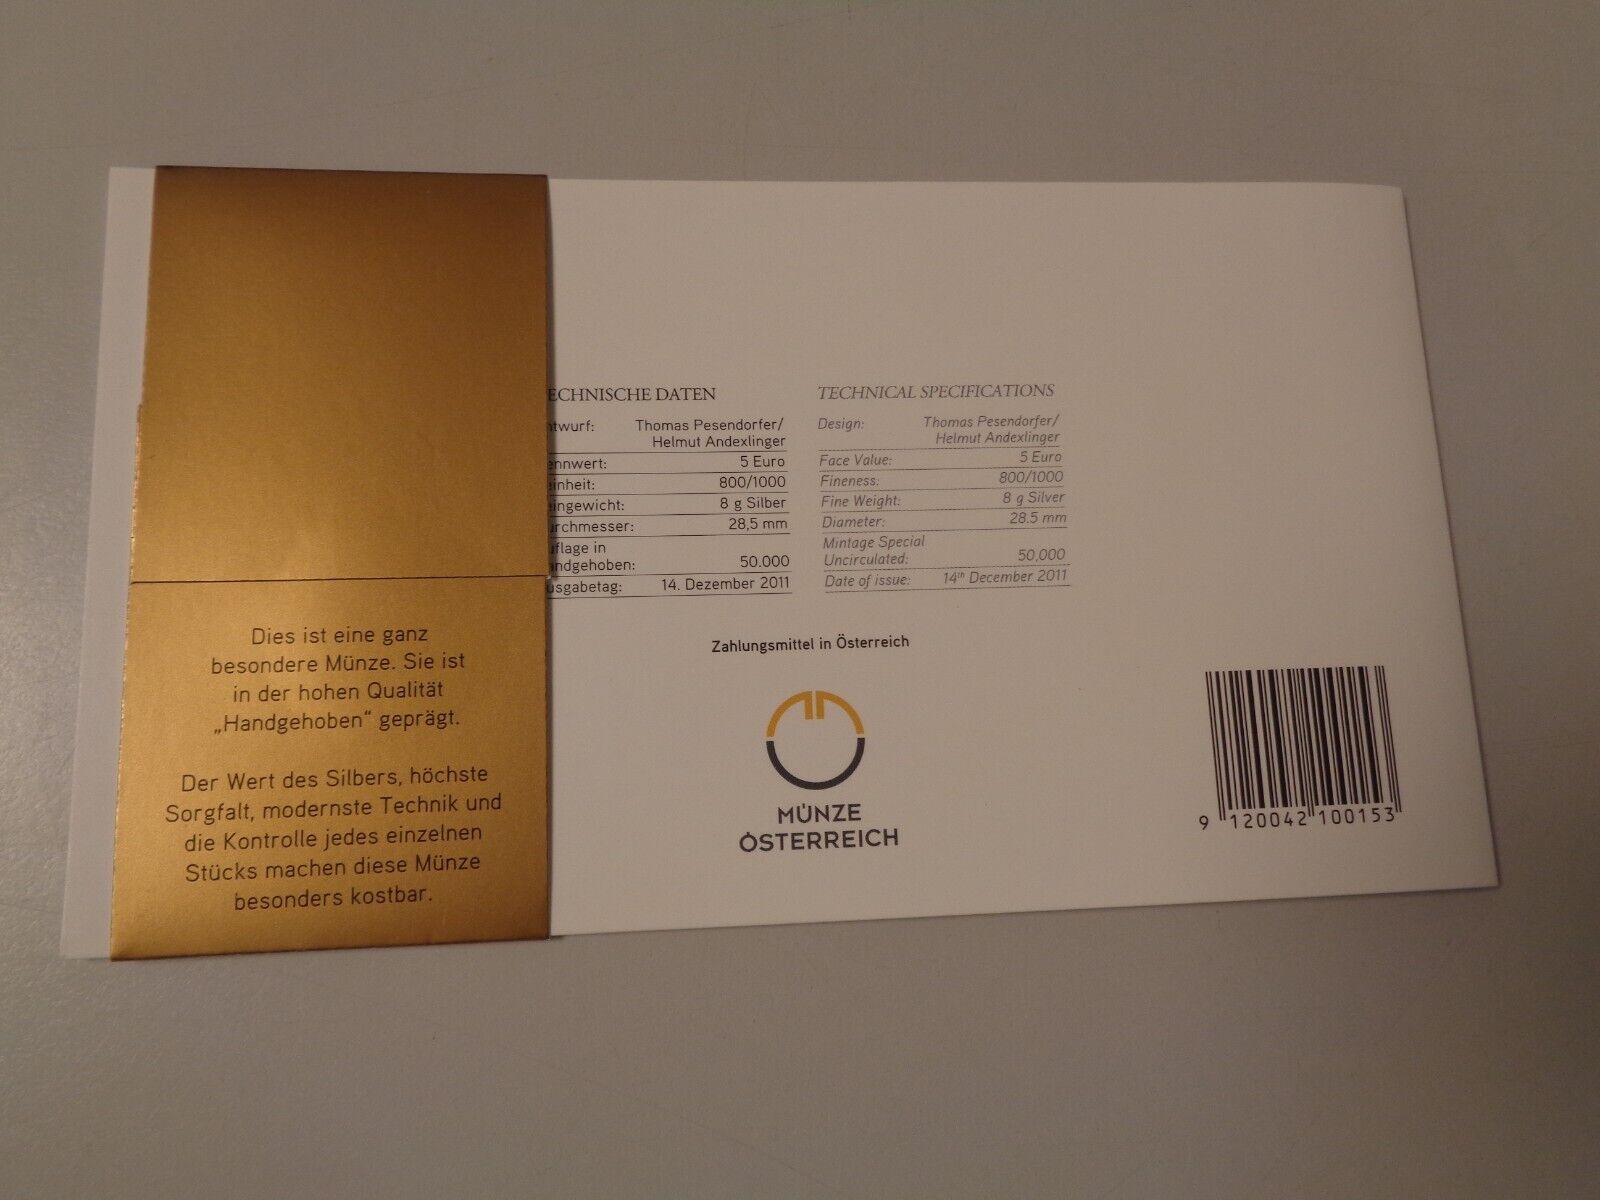 ECHNISCHE DATEN
ntwurf: Thomas Pesendorfer/
Helmut Andexlinger
ennwert: 5 Euro
einheit: 800/1000
eingewicht: 8 g Silber
urchmesser: 28,5 mm
uflage in
andgehoben: 50.000
usgabetag: 14. Dezember 2011
TECHNICAL SPECIFICATIONS
Design: Thomas Pesendorfer/
Helmut Andexlinger
Face Value: 5 Euro
Fineness: 800/1000
Fine Weight: 8 g Silver
Diameter: 28.5 mm
Mintage Special
Uncirculated: 50,000
Date of issue: 14th December 2011
Dies ist eine ganz
besondere Münze. Sie ist
in der hohen Qualität
„Handgehoben“ geprägt.
Der Wert des Silbers, höchste
Sorgfalt, modernste Technik und
die Kontrolle jedes einzelnen
Stücks machen diese Münze
besonders kostbar.
Zahlungsmittel in Österreich
MÜNZE
ÖSTERREICH
9 120042 100153